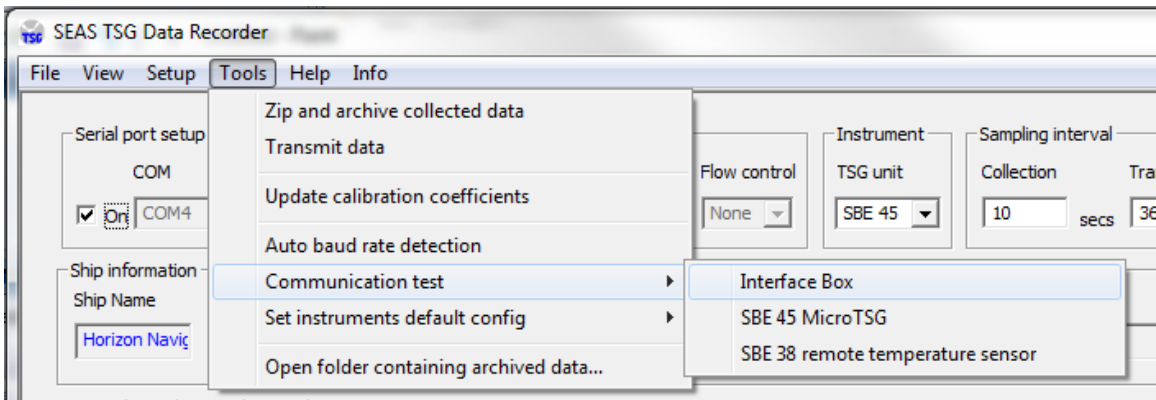 TSG SEAS TSG Data Recorder
File View Setup Tools Help Info
Zip and archive collected data
Transmit data
Update calibration coefficients
Auto baud rate detection
Communication test
Set instruments default config
Open folder containing archived data...
Interface Box
SBE 45 MicroTSG
SBE 38 remote temperature sensor
Serial port setup
COM
On COM4
Flow control
None
Instrument
TSG unit
SBE 45
Sampling interval
Collection
10 secs
36
Ship information
Ship Name
Horizon